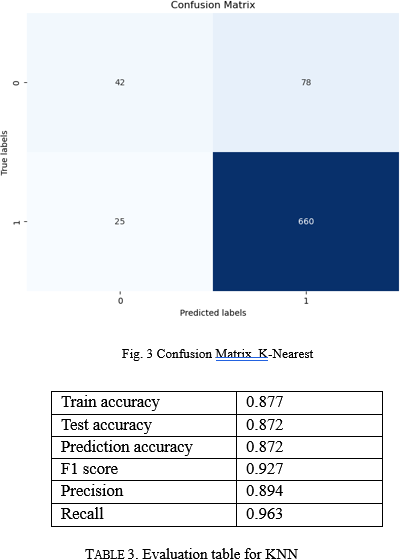 Confusion Matrix
0
42
78
True labels
1
25
660
0
1
Predicted labels
Fig. 3 Confusion Matrix K-Nearest
Train accuracy 0.877
Test accuracy 0.872
Prediction accuracy 0.872
F1 score 0.927
Precision 0.894
Recall 0.963
TABLE 3. Evaluation table for KNN